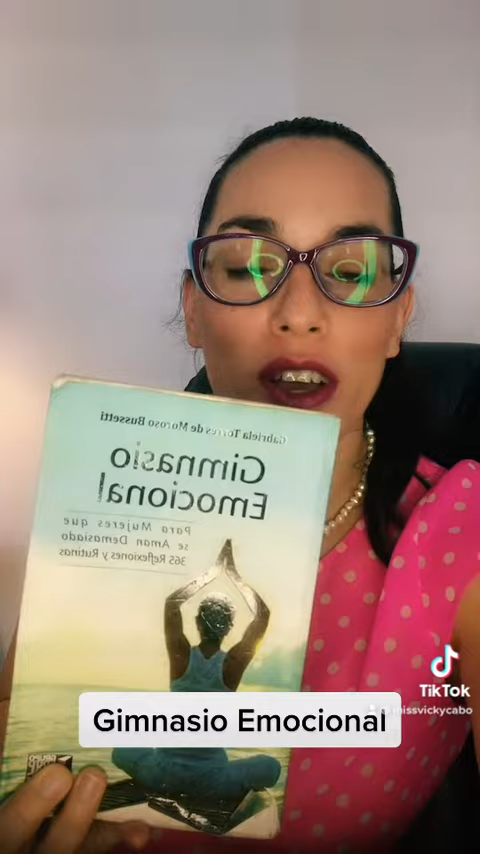 Gabriela Torres de Moroso Bussetti
Gimnasio
Emocional
Para Mujeres que
se Aman Demasiado
365 Reflexiones y Rutinas
Gimnasio Emocional
TikTok
missvickycabo